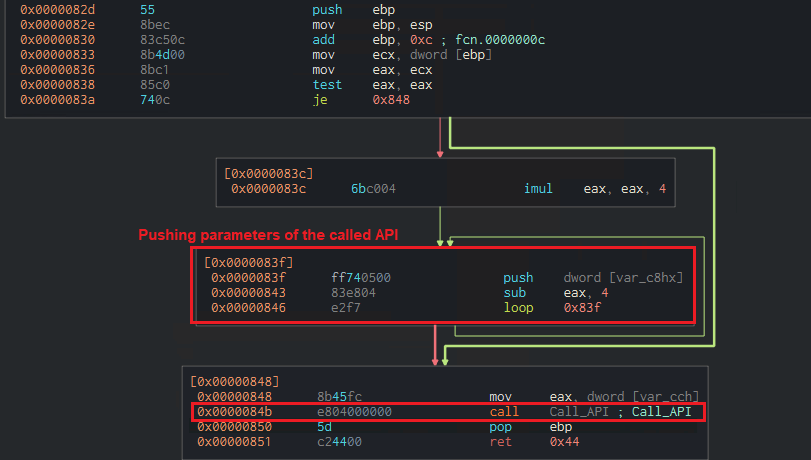 0x0000082d 55 push ebp
0x0000082e 8bec mov ebp, esp
0x00000830 83c50c add ebp, 0xc ; fcn.0000000c
0x00000833 8b4d00 mov ecx, dword [ebp]
0x00000836 8bc1 mov eax, ecx
0x00000838 85c0 test eax, eax
0x0000083a 740c je 0x848
[0x0000083c]
0x0000083c 6bc004 imul eax, eax, 4
Pushing parameters of the called API
[0x0000083f]
0x0000083f ff740500 push dword [var_c8hx]
0x00000843 83e804 sub eax, 4
0x00000846 e2f7 loop 0x83f
[0x00000848]
0x00000848 8b45fc mov eax, dword [var_cch]
0x0000084b e804000000 call Call_API ; Call_API
0x00000850 5d pop ebp
0x00000851 c24400 ret 0x44